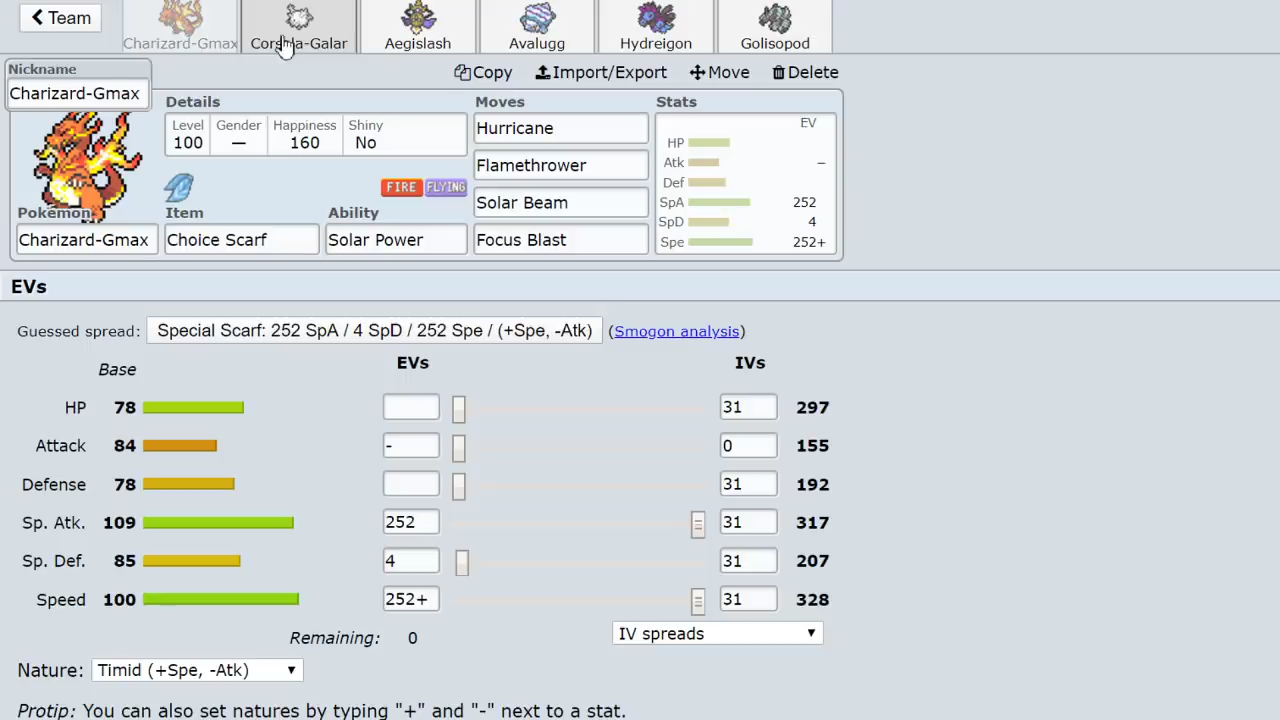 Team
Charizard-Gmax
Corsola-Galar
Aegislash
Avalugg
Hydreigon
Golisopod
Nickname
Charizard-Gmax
Copy
Import/Export
Move
Delete
Details
Level
100
Gender
—
Happiness
160
Shiny
No
FIRE FLYING
Pokémon
Charizard-Gmax
Item
Choice Scarf
Ability
Solar Power
Moves
Hurricane
Flamethrower
Solar Beam
Focus Blast
Stats
EV
HP
Atk –
Def
SpA 252
SpD 4
Spe 252+
EVs
Guessed spread: Special Scarf: 252 SpA / 4 SpD / 252 Spe / (+Spe, -Atk) (Smogon analysis)
Base EVs IVs
HP 78 31 297
Attack 84 - 0 155
Defense 78 31 192
Sp. Atk. 109 252 31 317
Sp. Def. 85 4 31 207
Speed 100 252+ 31 328
Remaining: 0
IV spreads
Nature: Timid (+Spe, -Atk)
Protip: You can also set natures by typing "+" and "-" next to a stat.